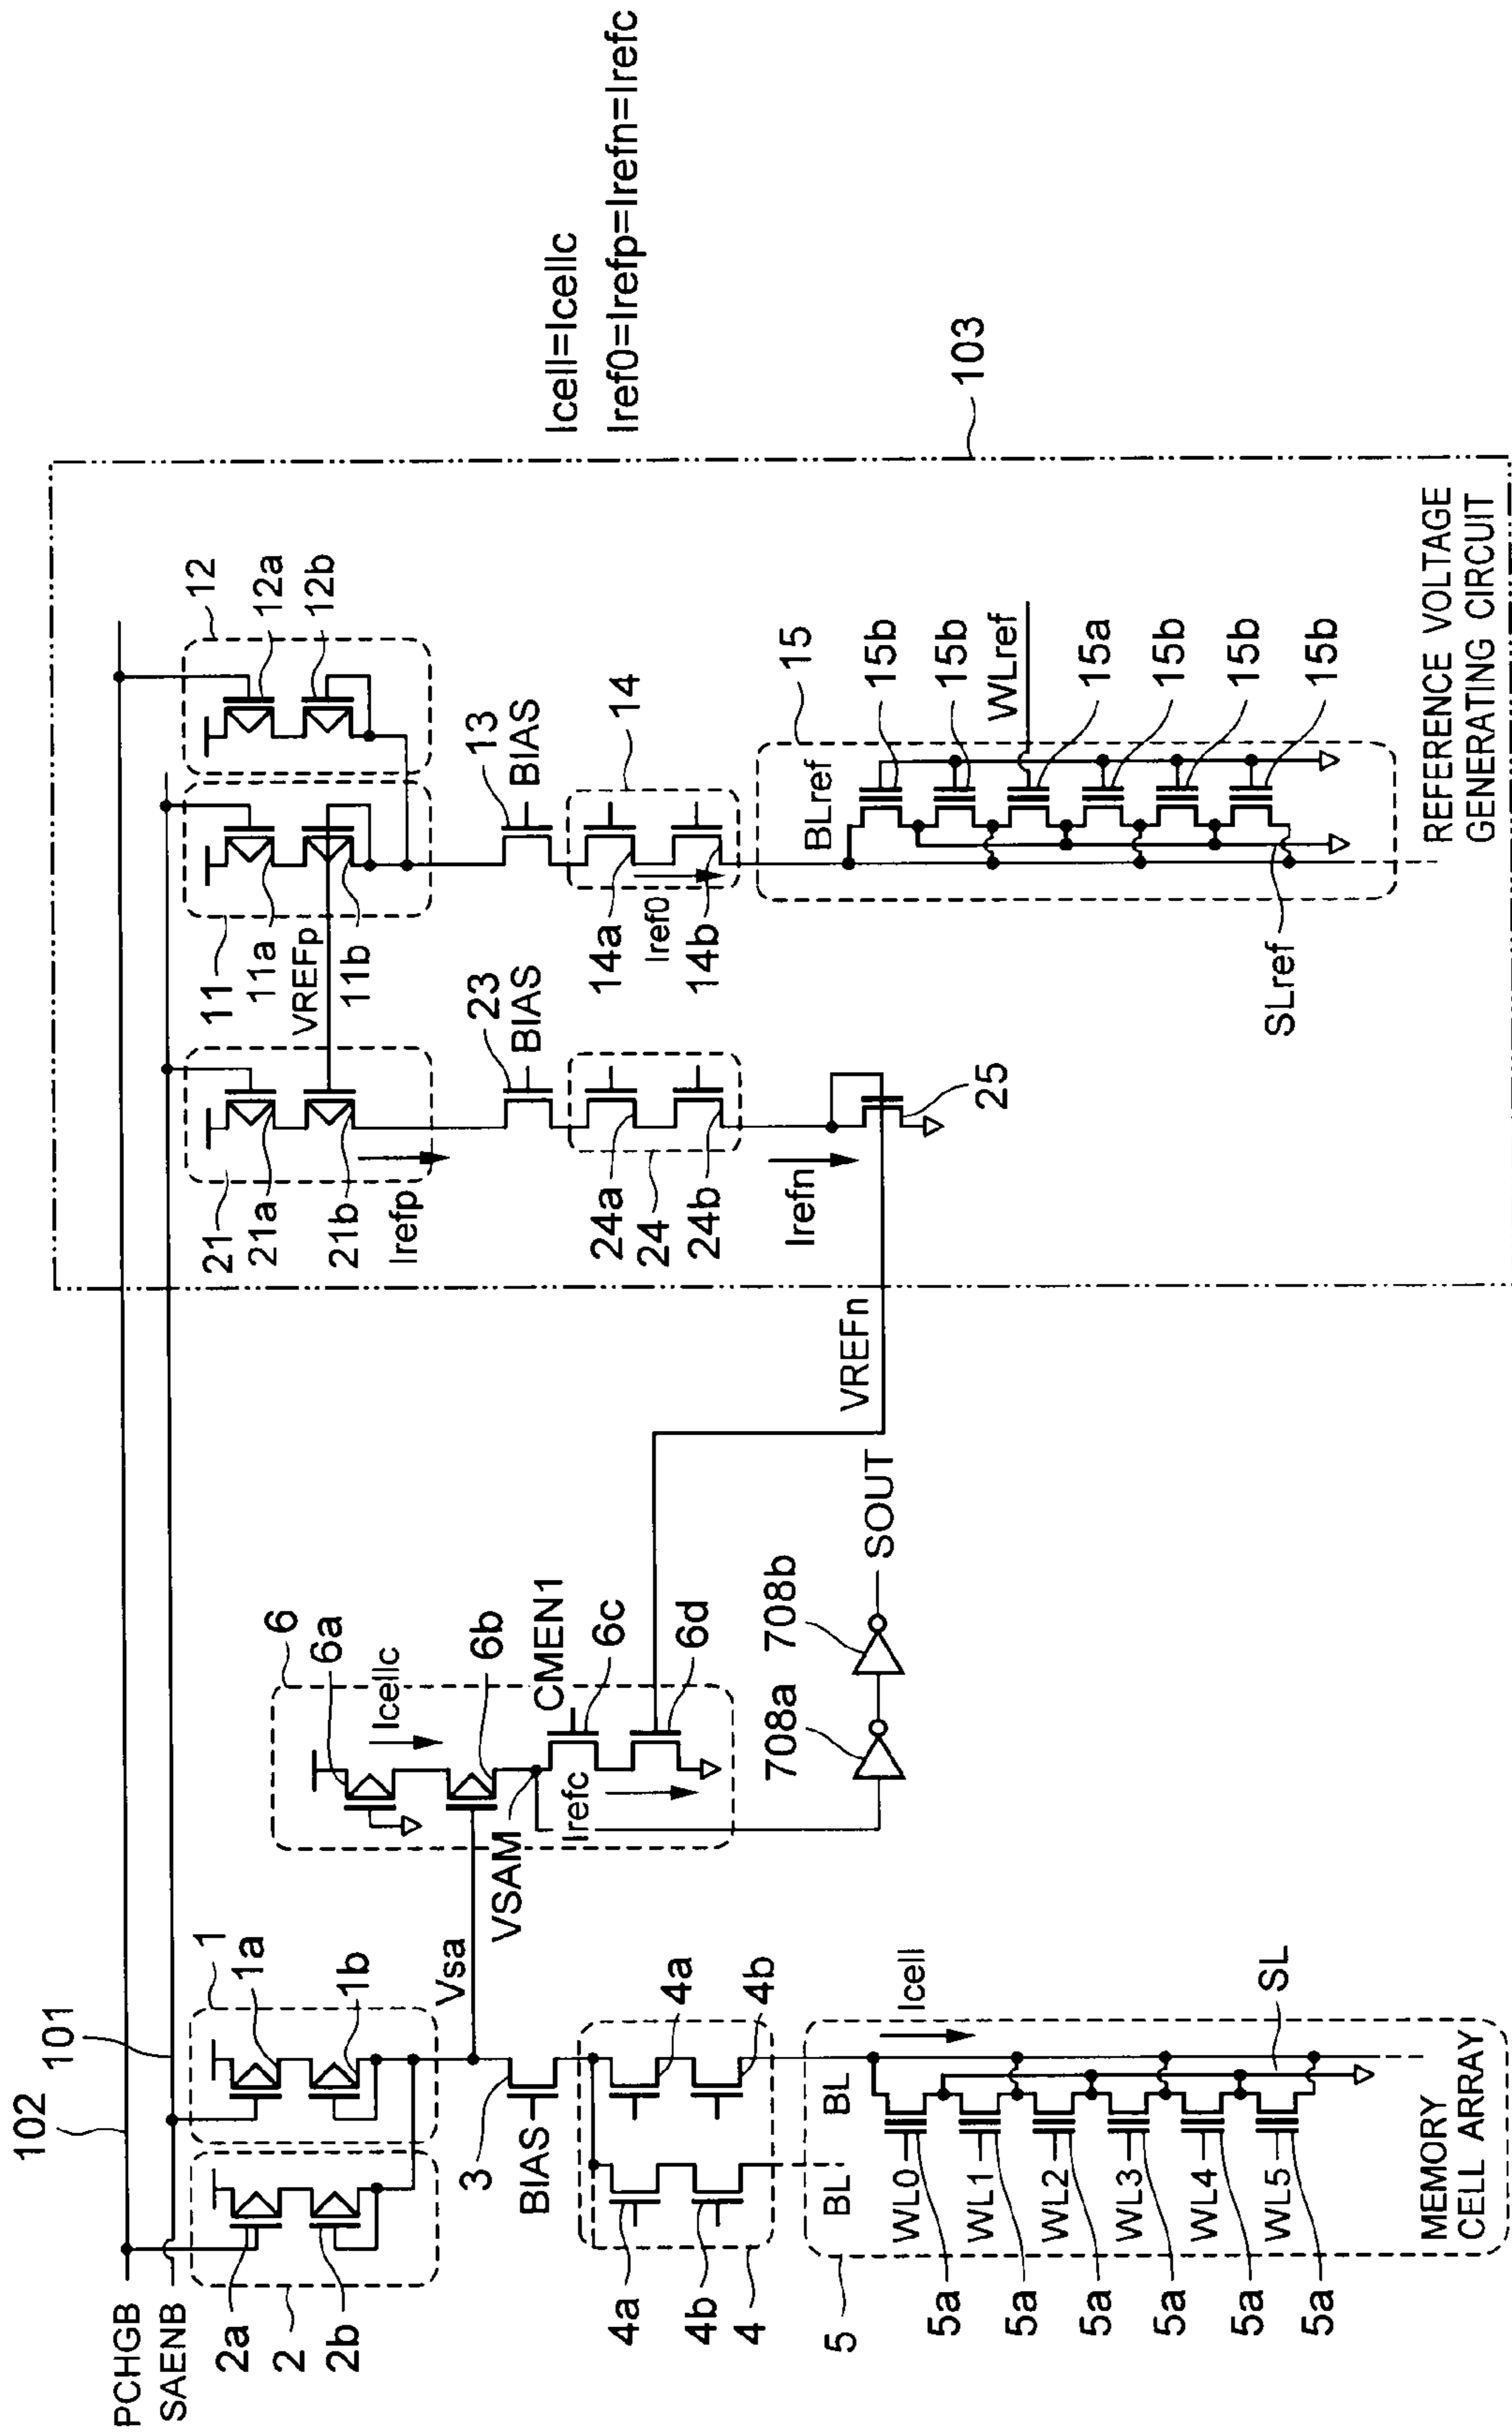 PCHGB
SAENB
102
101
2a
2
2b
1
1a
1b
Vsa
3
BIAS
4a
4b
4
4a
4b
5
BL
BL
Icell
SL
WL0
WL1
WL2
WL3
WL4
WL5
5a
5a
5a
5a
5a
5a
MEMORY
CELL ARRAY
6
6a
Icellc
6b
CMEN1
6c
6d
VSAM
Irefc
708a
708b
SOUT
VREFn
21
21a
21b
Irefp
VREFp
11
11a
11b
12
12a
12b
23
BIAS
13
BIAS
24a
24
24b
Irefn
25
14
14a
Iref0
14b
15
BLref
15b
15b
WLref
15a
15b
15b
15b
SLref
REFERENCE VOLTAGE
GENERATING CIRCUIT
103
Icell=Icellc
Iref0=Irefp=Irefn=Irefc